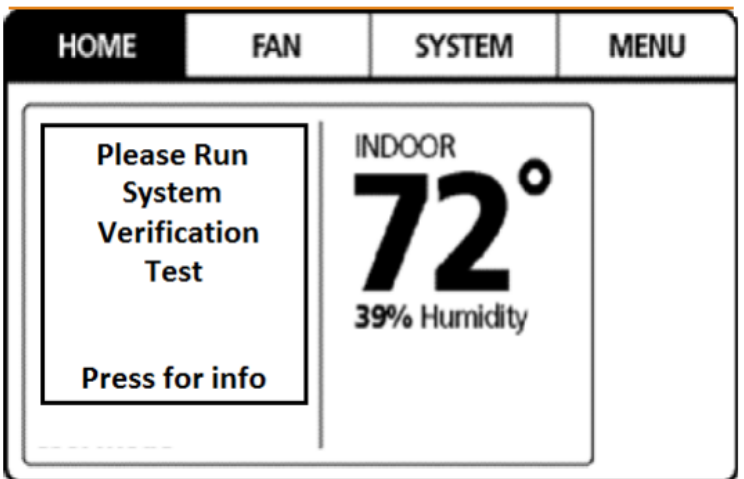 HOME FAN SYSTEM MENU
Please Run
System
Verification
Test
Press for info
INDOOR
72°
39% Humidity